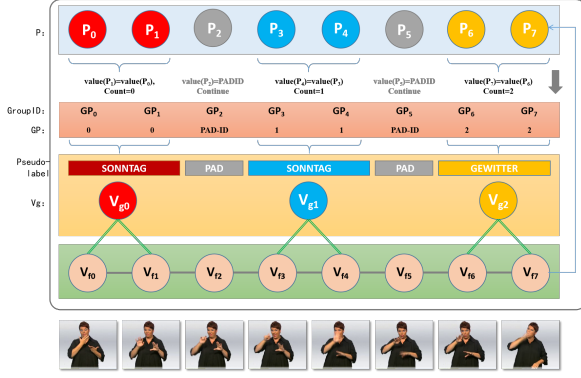 P: P0 P1 P2 P3 P4 P5 P6 P7
value(P1)=value(P0), value(P2)=PADID value(P4)=value(P3) value(P5)=PADID value(P7)=value(P6)
Count=0 Continue Count=1 Continue Count=2
GroupID: GP0 GP1 GP2 GP3 GP4 GP5 GP6 GP7
GP: 0 0 PAD-ID 1 1 PAD-ID 2 2
Pseudo-
label SONNTAG PAD SONNTAG PAD GEWITTER
Vg: Vg0 Vg1 Vg2
Vf0 Vf1 Vf2 Vf3 Vf4 Vf5 Vf6 Vf7